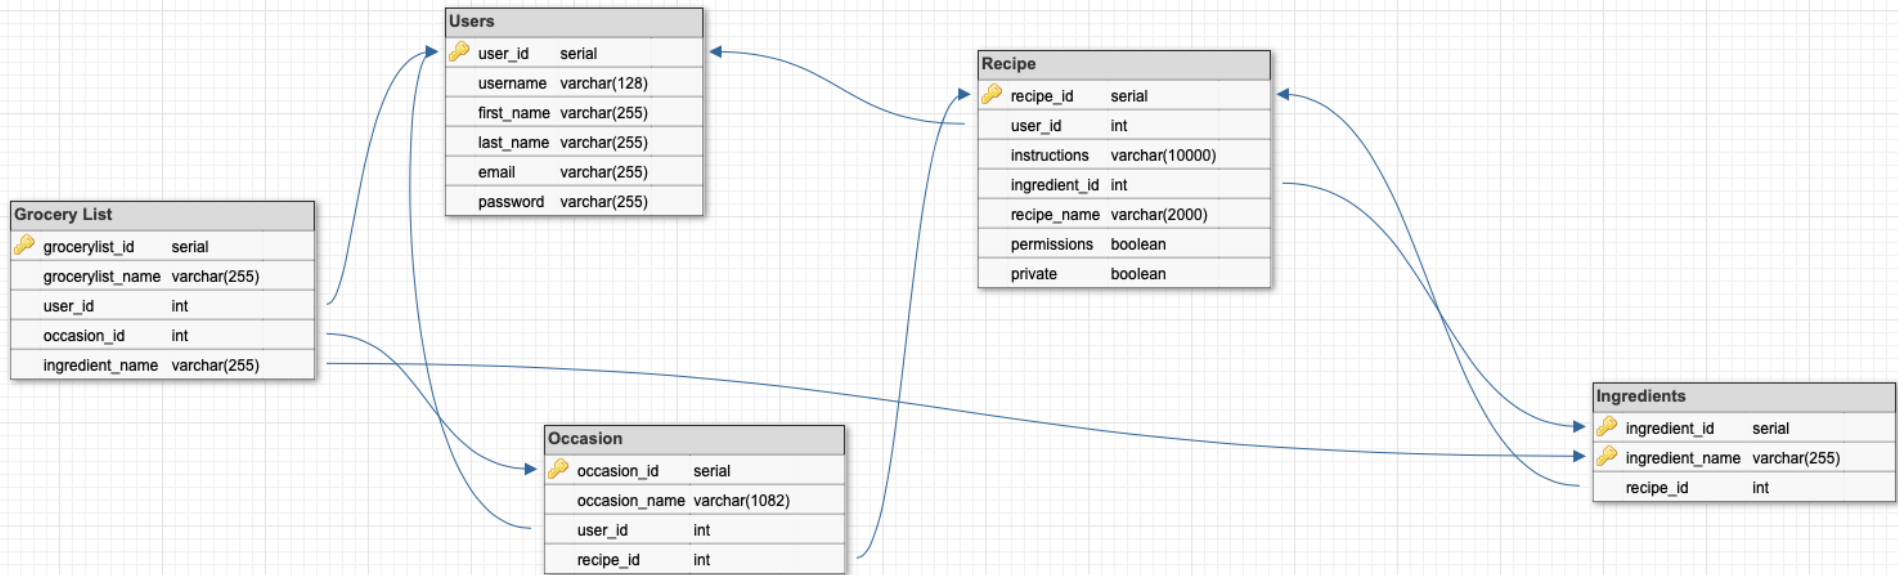 Users
user_id serial
username varchar(128)
first_name varchar(255)
last_name varchar(255)
email varchar(255)
password varchar(255)
Recipe
recipe_id serial
user_id int
instructions varchar(10000)
ingredient_id int
recipe_name varchar(2000)
permissions boolean
private boolean
Grocery List
grocerylist_id serial
grocerylist_name varchar(255)
user_id int
occasion_id int
ingredient_name varchar(255)
Occasion
occasion_id serial
occasion_name varchar(1082)
user_id int
recipe_id int
Ingredients
ingredient_id serial
ingredient_name varchar(255)
recipe_id int